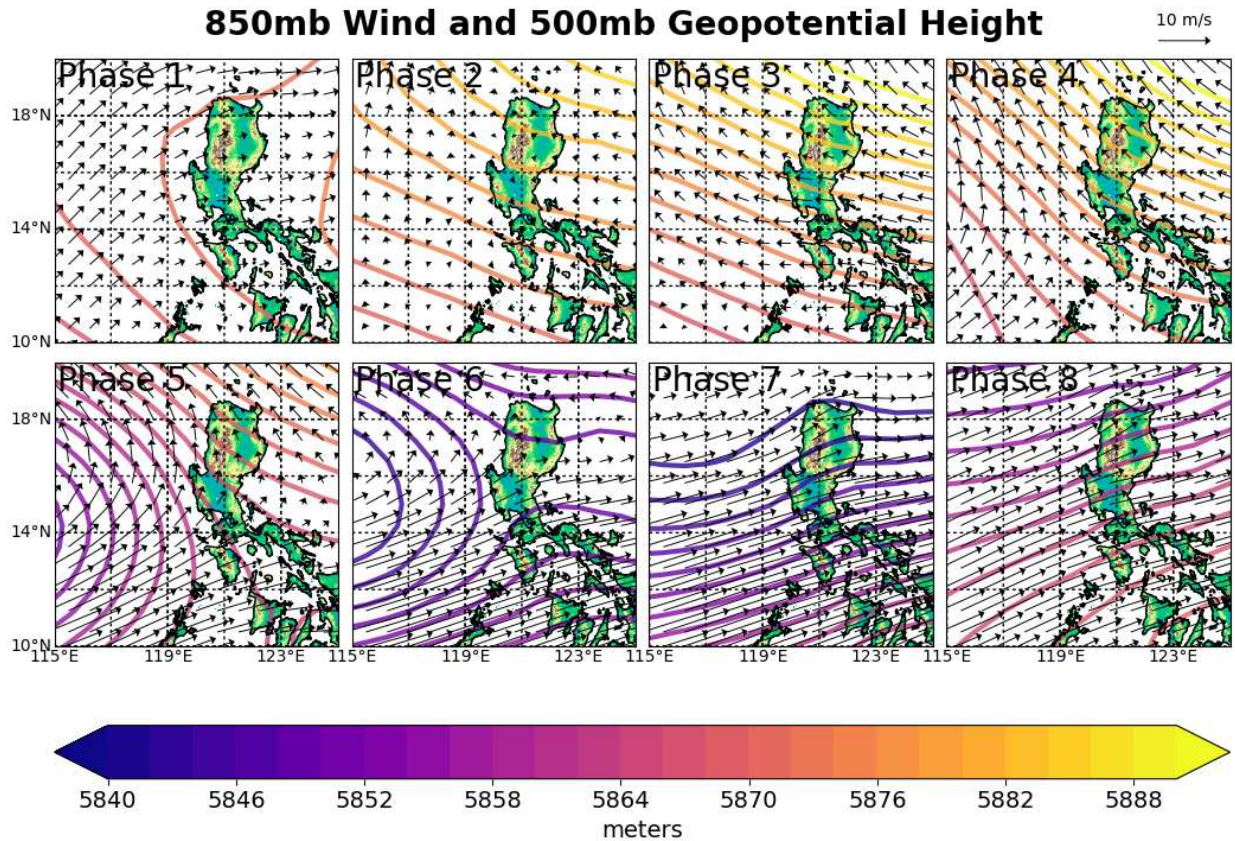 850mb Wind and 500mb Geopotential Height
10 m/s
Phase 1
Phase 2
Phase 3
Phase 4
18°N
14°N
10°N
Phase 5
Phase 6
Phase 7
Phase 8
18°N
14°N
10°N
115°E 119°E 123°E 115°E 119°E 123°E 115°E 119°E 123°E 115°E 119°E 123°E
5840 5846 5852 5858 5864 5870 5876 5882 5888
meters